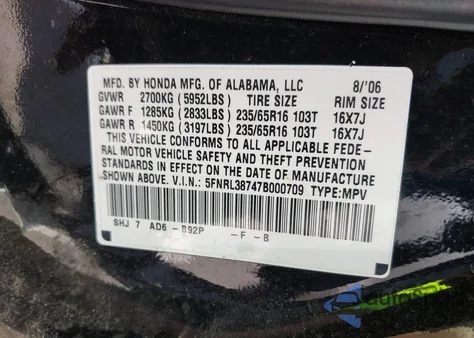 MFD. BY HONDA MFG. OF ALABAMA, LLC 8/'06
GVWR 2700KG (5952LBS) TIRE SIZE RIM SIZE
GAWR F 1285KG (2833LBS) 235/65R16 103T 16X7J
GAWR R 1450KG (3197LBS) 235/65R16 103T 16X7J
THIS VEHICLE CONFORMS TO ALL APPLICABLE FEDE-
RAL MOTOR VEHICLE SAFETY AND THEFT PREVENTION
STANDARDS IN EFFECT ON THE DATE OF MANUFACTURE
SHOWN ABOVE. V.I.N.: 5FNRL38747B000709 TYPE:MPV
SHJ 7 AD6 -B92P -F -B